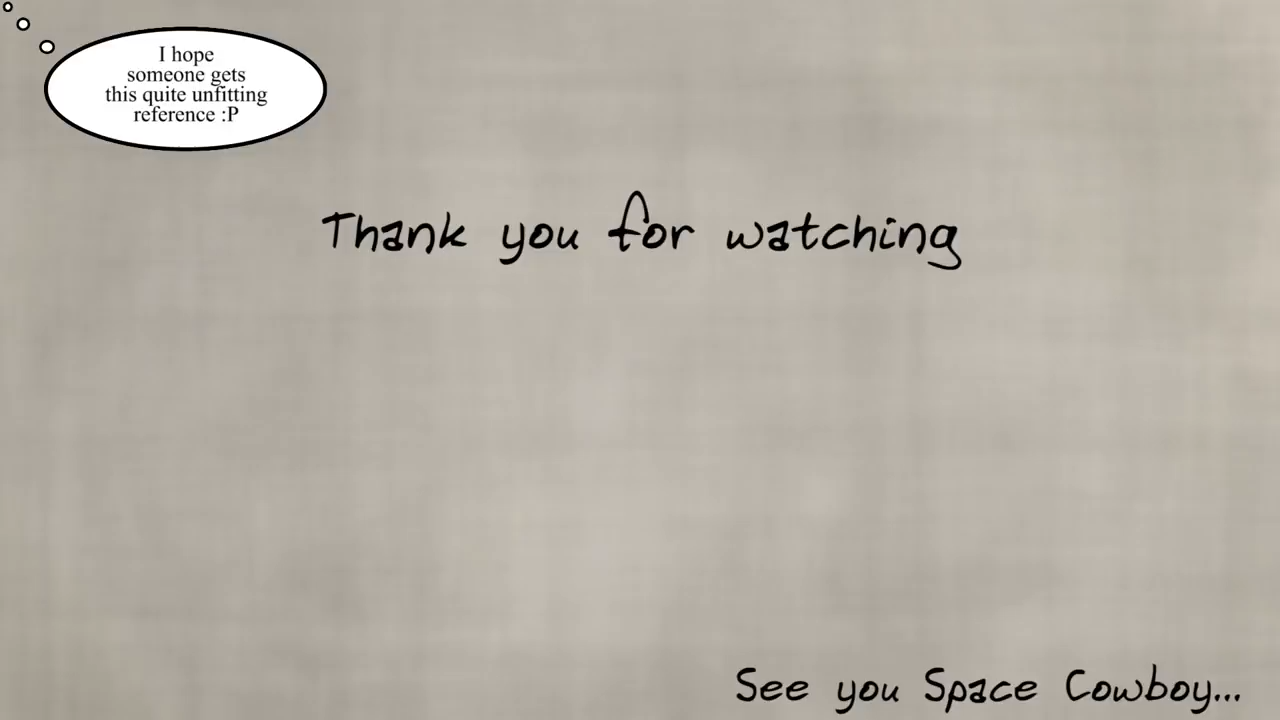 I hope
someone gets
this quite unfitting
reference :P
Thank you for watching
See you Space Cowboy...